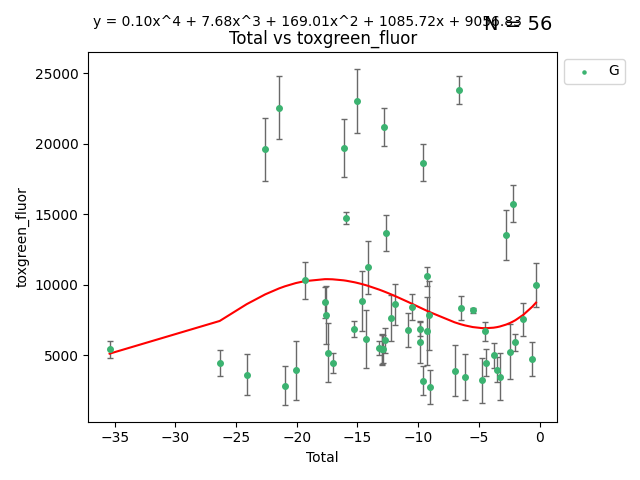 y = 0.10x^4 + 7.68x^3 + 169.01x^2 + 1085.72x + 9056.83
N = 56
Total vs toxgreen_fluor
G
25000
20000
15000
10000
5000
toxgreen_fluor
−35 −30 −25 −20 −15 −10 −5 0
Total